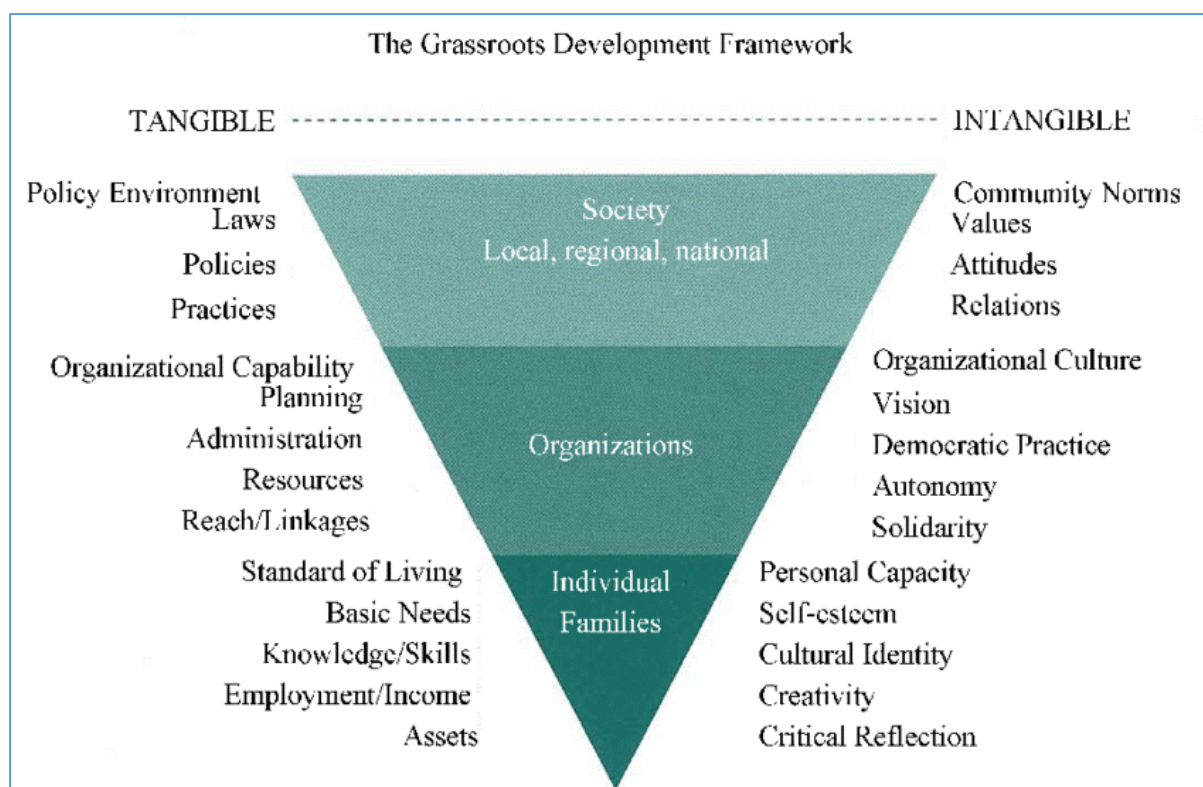 The Grassroots Development Framework
TANGIBLE
INTANGIBLE
Policy Environment
Laws
Policies
Practices
Society
Local, regional, national
Community Norms
Values
Attitudes
Relations
Organizational Capability
Planning
Administration
Resources
Reach/Linkages
Organizations
Organizational Culture
Vision
Democratic Practice
Autonomy
Solidarity
Standard of Living
Basic Needs
Knowledge/Skills
Employment/Income
Assets
Individual
Families
Personal Capacity
Self-esteem
Cultural Identity
Creativity
Critical Reflection